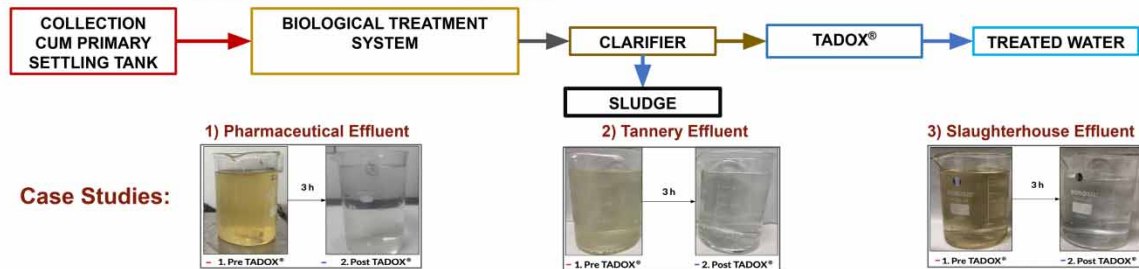 COLLECTION
CUM PRIMARY
SETTLING TANK
BIOLOGICAL TREATMENT
SYSTEM
CLARIFIER
TADOX®
TREATED WATER
SLUDGE
1) Pharmaceutical Effluent
2) Tannery Effluent
3) Slaughterhouse Effluent
Case Studies:
3 h
3 h
3 h
1. Pre TADOX®
2. Post TADOX®
1. Pre TADOX®
2. Post TADOX®
1. Pre TADOX®
2. Post TADOX®